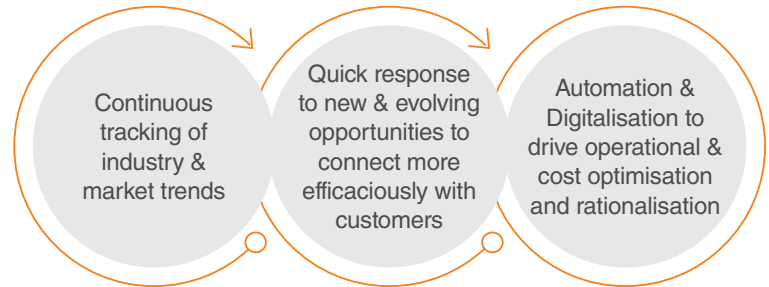 Continuous
tracking of
industry &
market trends
Quick response
to new & evolving
opportunities to
connect more
efficaciously with
customers
Automation &
Digitalisation to
drive operational &
cost optimisation
and rationalisation